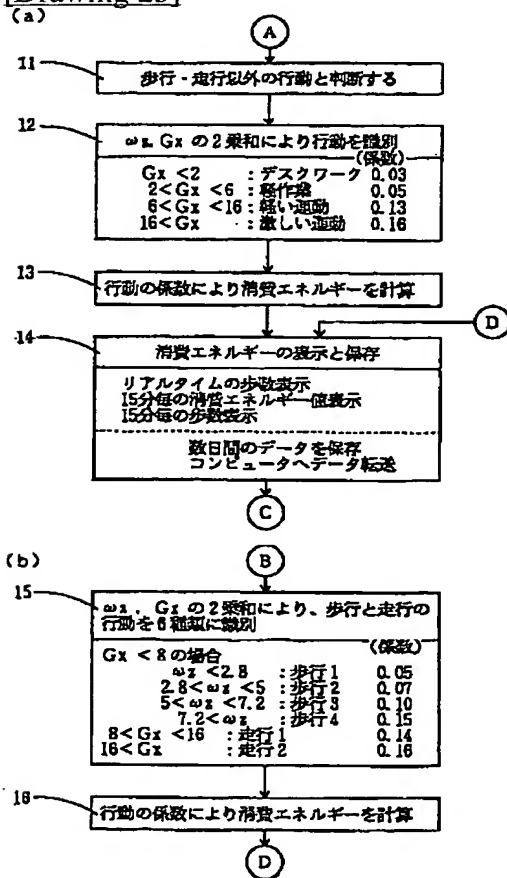 [Drawing 23]
(a)
A
11
歩行・走行以外の行動と判断する
12
ωz, Gx の2乗和により行動を識別
(係数)
Gx <2 :デスクワーク 0.03
2<Gx <6 :軽作業 0.05
6<Gx <16 :軽い運動 0.13
16<Gx :激しい運動 0.16
13
行動の係数により消費エネルギーを計算
D
14
消費エネルギーの表示と保存
リアルタイムの歩数表示
15分毎の消費エネルギー値表示
15分毎の歩数表示
数日間のデータを保存
コンピュータへデータ転送
C
(b)
B
15
ωz, Gx の2乗和により、歩行と走行の
行動を6種類に識別
(係数)
Gx < 8の場合
ωz <2.8 :歩行1 0.05
2.8<ωz <5 :歩行2 0.07
5<ωz <7.2 :歩行3 0.10
7.2<ωz :歩行4 0.15
8<Gx <16 :走行1 0.14
16<Gx :走行2 0.16
16
行動の係数により消費エネルギーを計算
D